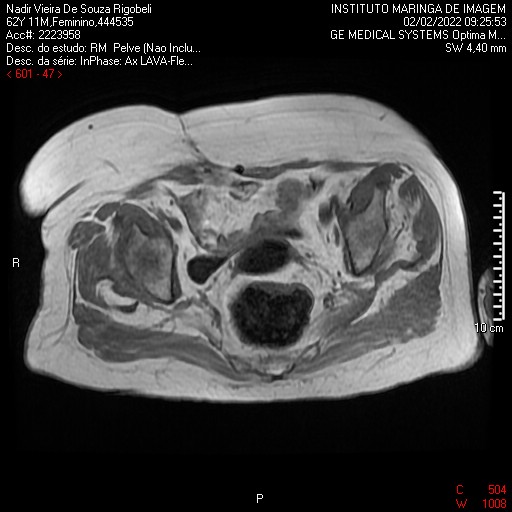 Nadir Vieira De Souza Rigobeli
62Y 11M,Feminino,444535
Acc#: 2223958
Desc. do estudo: RM Pelve (Nao Inclu...
Desc. da série: InPhase: Ax LAVA-Fle...
< 601 - 47 >
INSTITUTO MARINGA DE IMAGEM
02/02/2022 09:25:53
GE MEDICAL SYSTEMS Optima M...
SW 4,40 mm
R
10 cm
P
C 504
W 1008